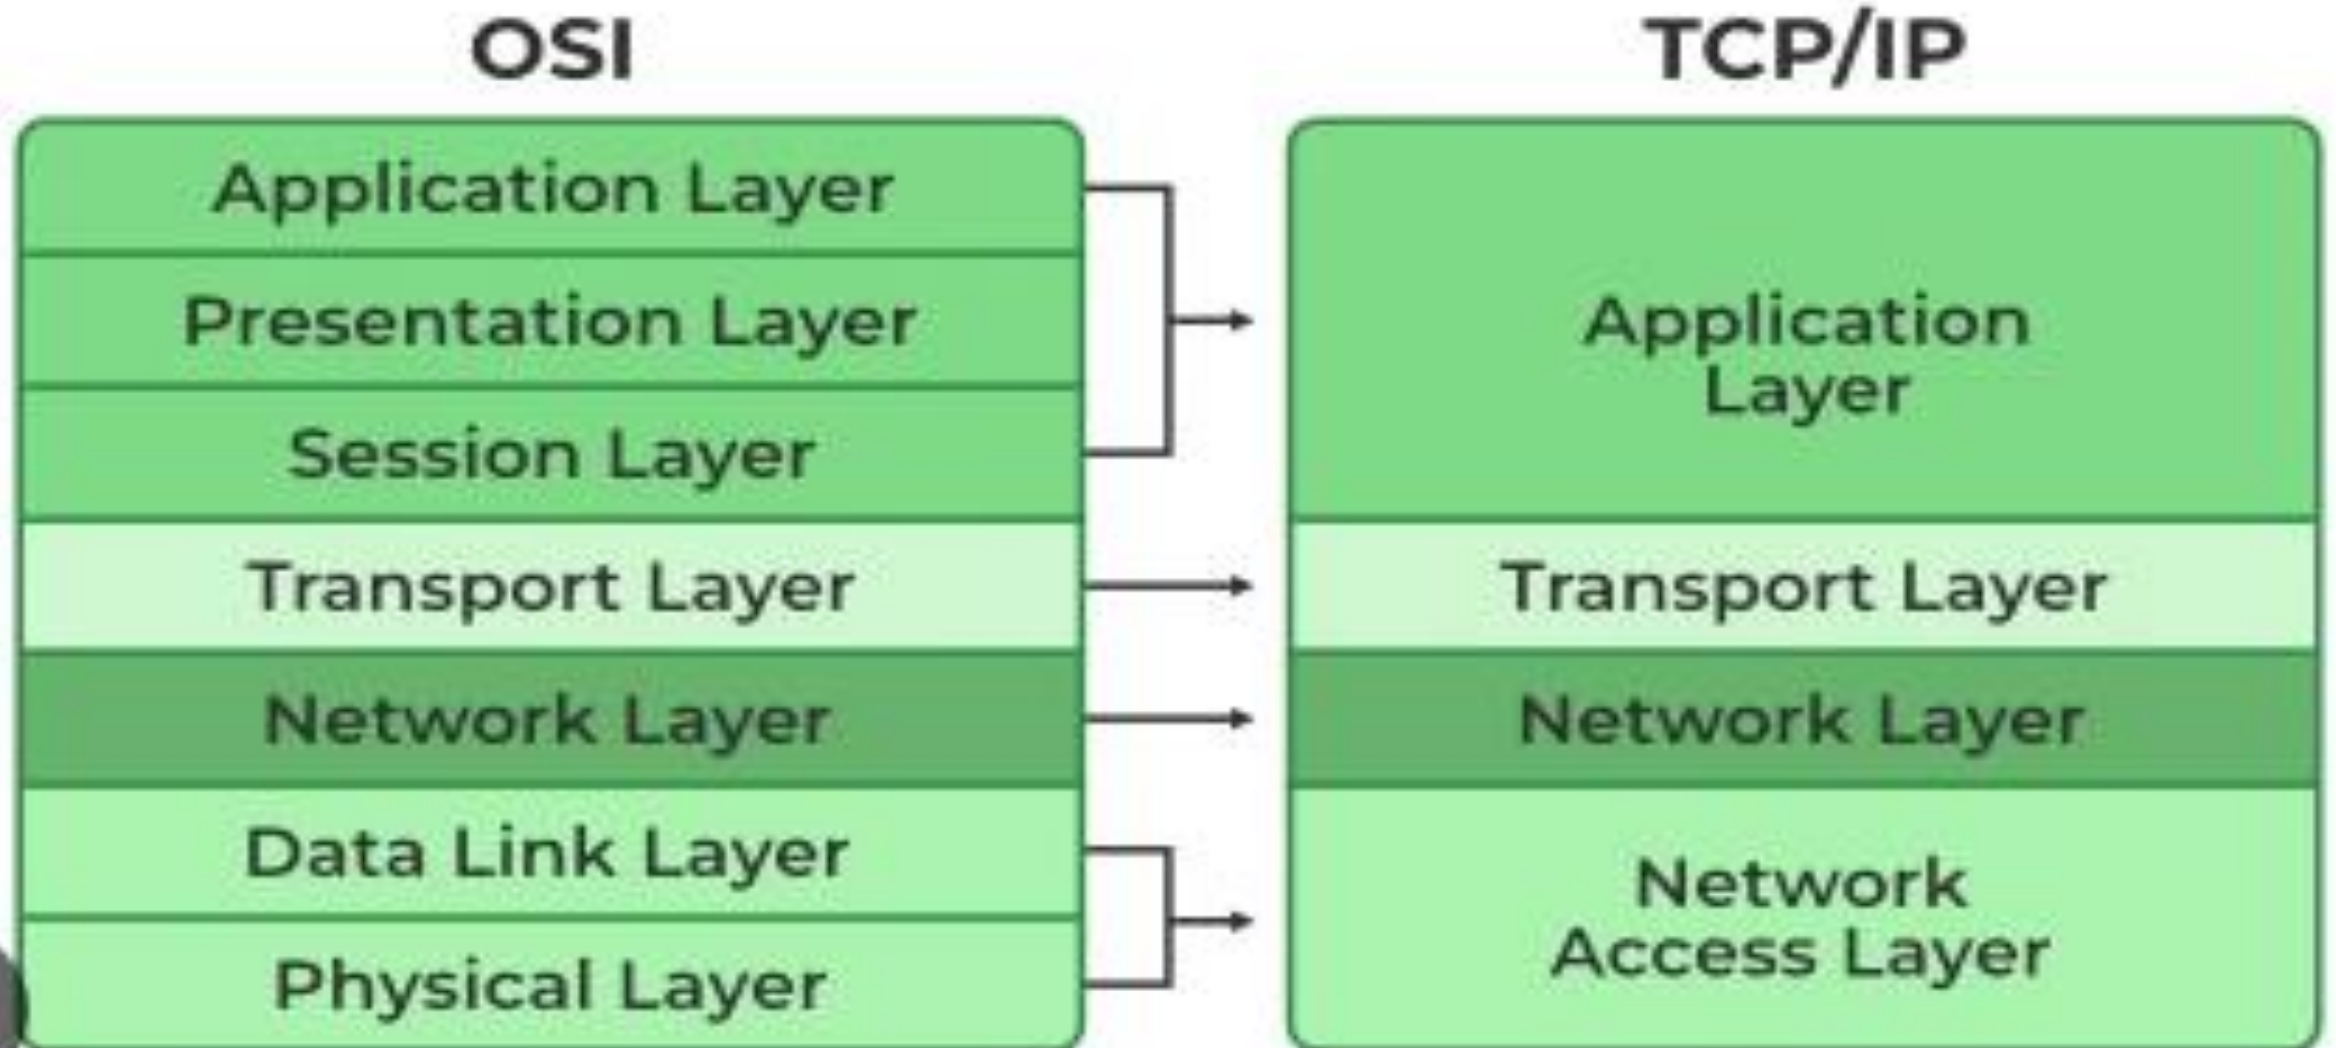 OSI
Application Layer
Presentation Layer
Session Layer
Transport Layer
Network Layer
Data Link Layer
Physical Layer
TCP/IP
Application
Layer
Transport Layer
Network Layer
Network
Access Layer